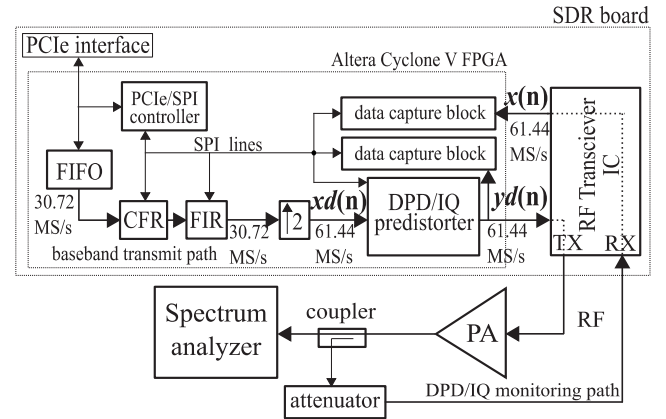 SDR board
PCIe interface
Altera Cyclone V FPGA
PCIe/SPI
controller
data capture block
x(n)
61.44
MS/s
SPI lines
data capture block
FIFO
30.72
MS/s
CFR
FIR
30.72
MS/s
↑2
xd(n)
61.44
MS/s
DPD/IQ
predistorter
yd(n)
61.44
MS/s
RF Transciever
IC
TX
RX
baseband transmit path
Spectrum
analyzer
coupler
PA
RF
attenuator
DPD/IQ monitoring path